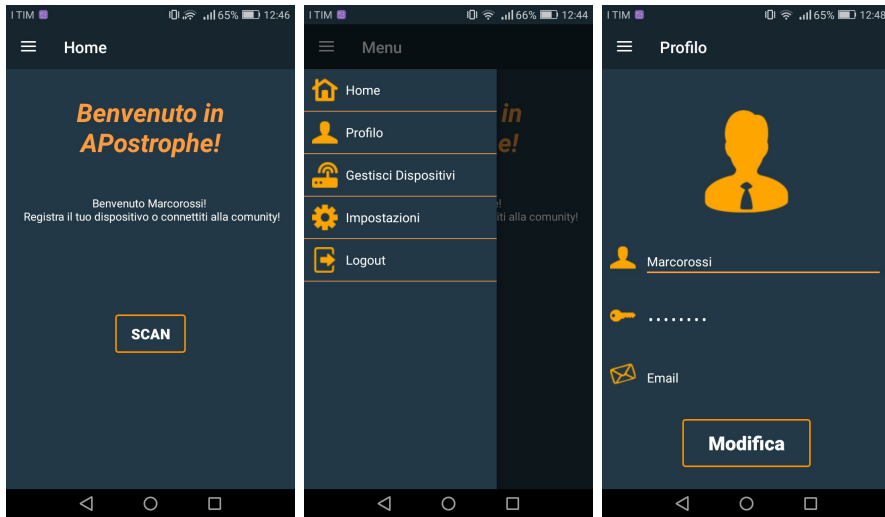 I TIM 65% 12:46
Home
Benvenuto in
APostrophe!
Benvenuto Marcorossi!
Registra il tuo dispositivo o connettiti alla comunity!
SCAN
I TIM 66% 12:44
Menu
Home
Profilo
Gestisci Dispositivi
Impostazioni
Logout
in
e!
!
iti alla comunity!
I TIM 65% 12:48
Profilo
Marcorossi
........
Email
Modifica